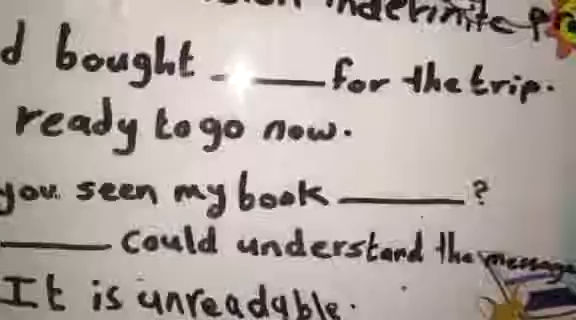 indefinite pr
d bought ______ for the trip.
ready to go now.
you seen my book ______?
______ could understand the message
It is unreadable.